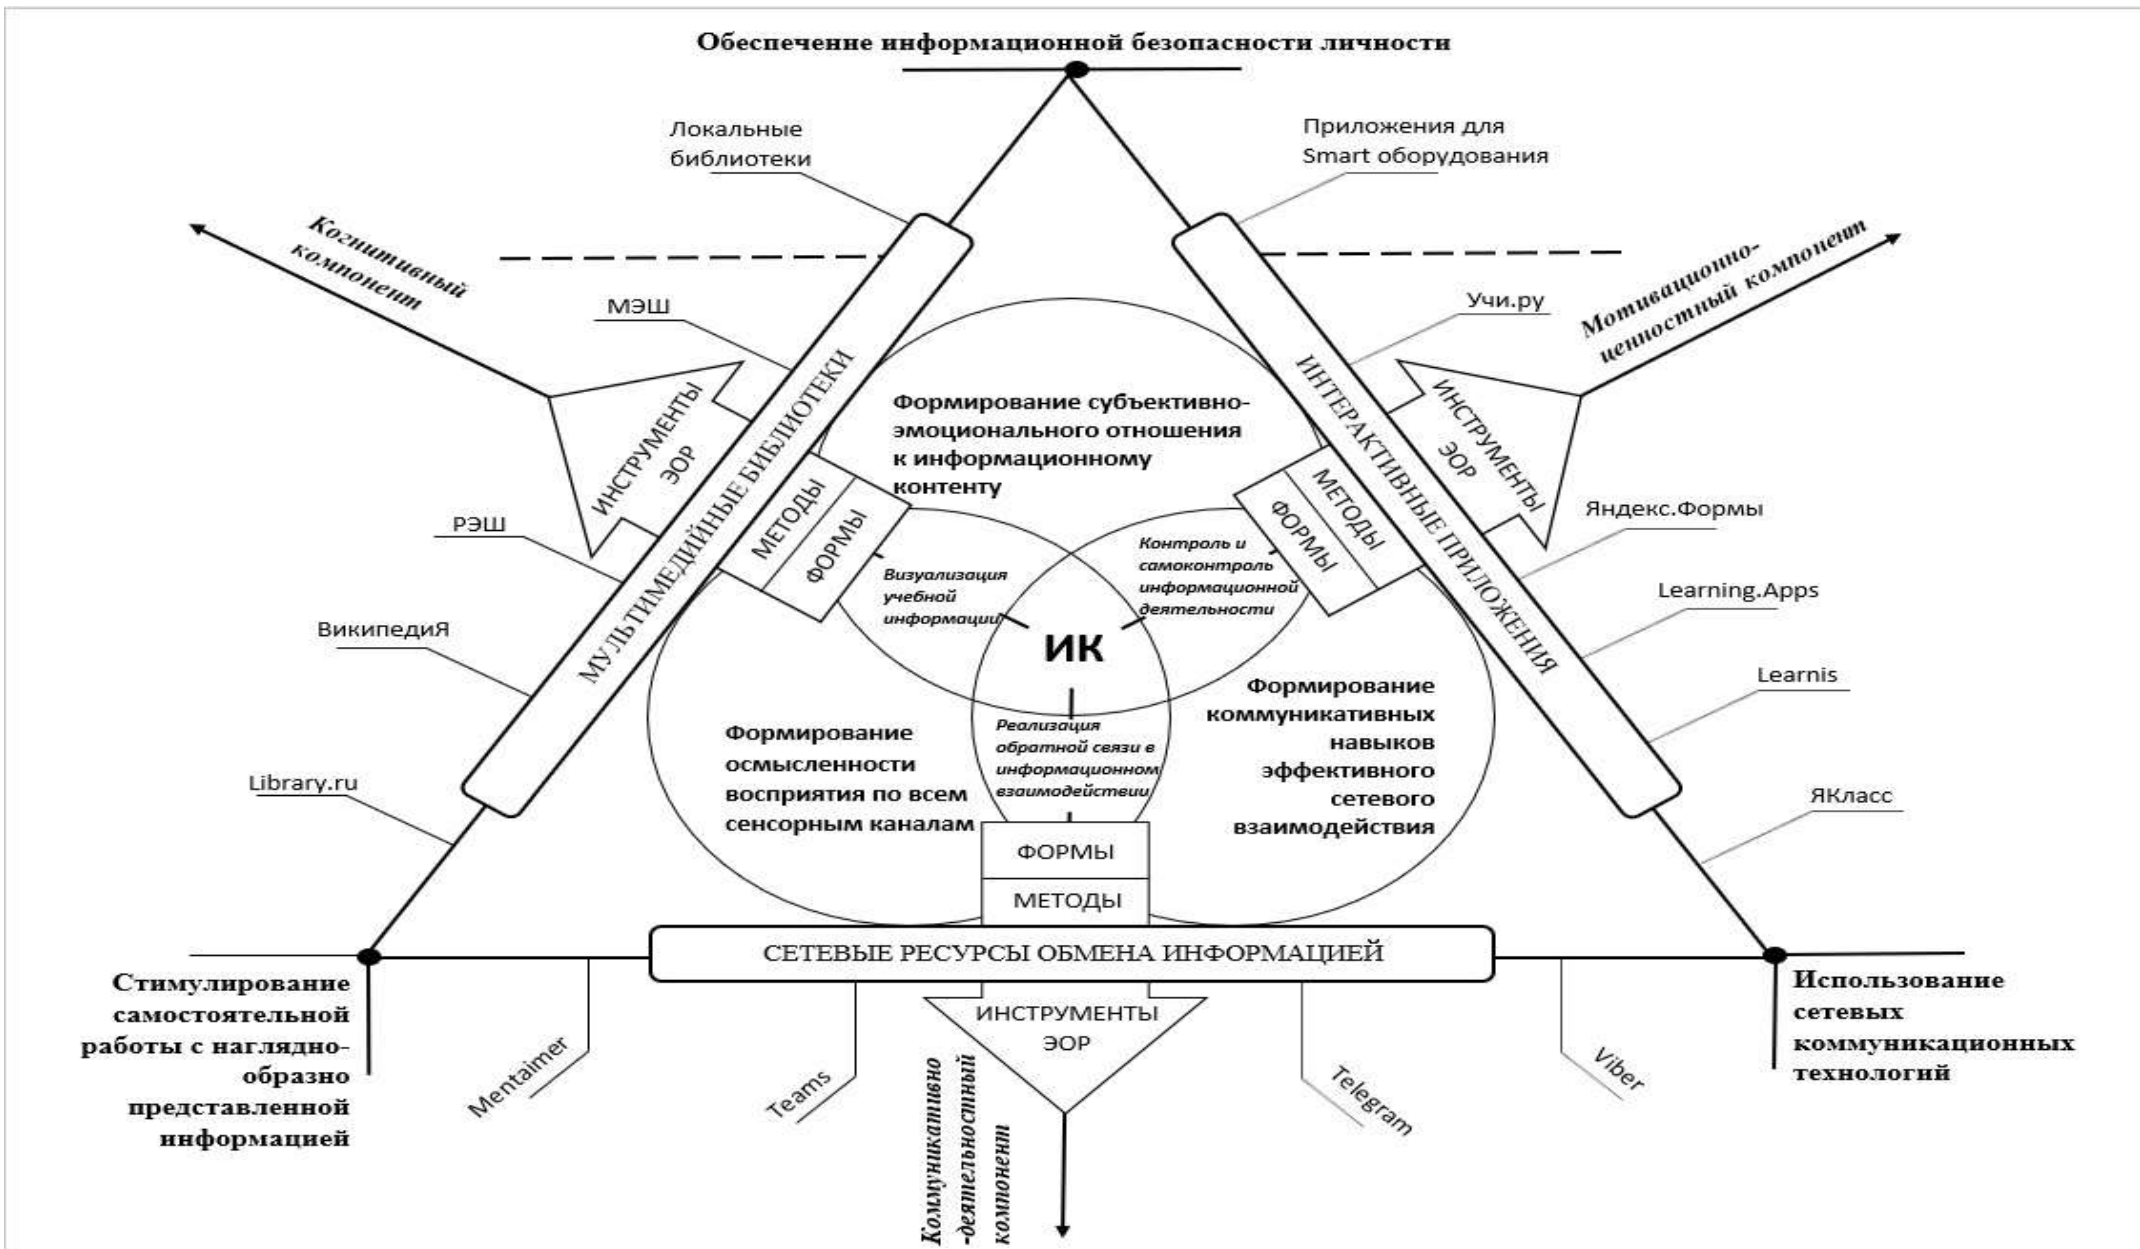 Обеспечение информационной безопасности личности
Локальные
библиотеки
Приложения для
Smart оборудования
Когнитивный
компонент
Мотивационно-
ценностный компонент
МЭШ
Учи.ру
ИНСТРУМЕНТЫ
ЭОР
МУЛЬТИМЕДИЙНЫЕ БИБЛИОТЕКИ
ИНТЕРАКТИВНЫЕ ПРИЛОЖЕНИЯ
ИНСТРУМЕНТЫ
ЭОР
Формирование субъективно-
эмоционального отношения
к информационному
контенту
МЕТОДЫ
ФОРМЫ
МЕТОДЫ
ФОРМЫ
РЭШ
Яндекс.Формы
Визуализация
учебной
информации
Контроль и
самоконтроль
информационной
деятельности
Learning.Apps
ВикипедиЯ
ИК
Learnis
Формирование
осмысленности
восприятия по всем
сенсорным каналам
Реализация
обратной связи в
информационном
взаимодействии
Формирование
коммуникативных
навыков
эффективного
сетевого
взаимодействия
Library.ru
ЯКласс
ФОРМЫ
МЕТОДЫ
СЕТЕВЫЕ РЕСУРСЫ ОБМЕНА ИНФОРМАЦИЕЙ
Стимулирование
самостоятельной
работы с наглядно-
образно
представленной
информацией
Mentaimer
Teams
ИНСТРУМЕНТЫ
ЭОР
Коммуникативно
-деятельностный
компонент
Telegram
Viber
Использование
сетевых
коммуникационных
технологий